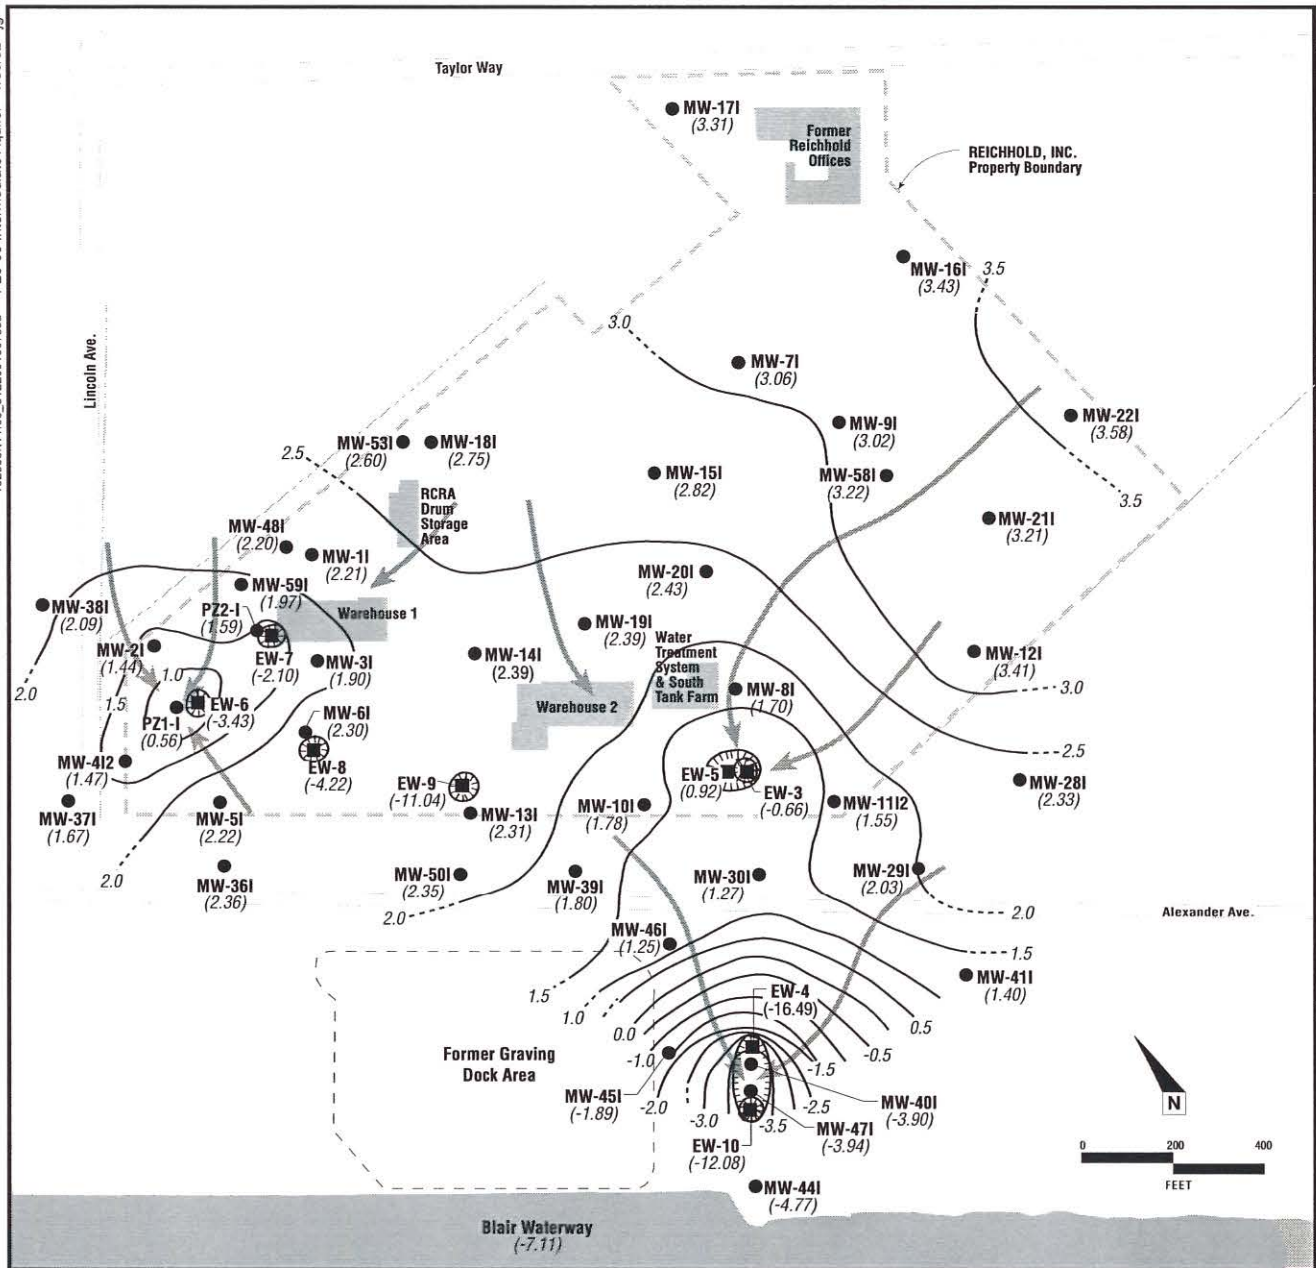 Taylor Way
MW-17I
(3.31)
Former
Reichhold
Offices
REICHHOLD, INC.
Property Boundary
MW-16I
(3.43)
3.5
3.0
Lincoln Ave.
MW-7I
(3.06)
MW-9I
(3.02)
MW-22I
(3.58)
MW-53I
(2.60)
MW-18I
(2.75)
2.5
MW-15I
(2.82)
MW-58I
(3.22)
3.5
RCRA
Drum
Storage
Area
MW-21I
(3.21)
MW-48I
(2.20)
MW-1I
(2.21)
MW-20I
(2.43)
MW-59I
(1.97)
MW-38I
(2.09)
PZ2-I
(1.59)
Warehouse 1
MW-19I
(2.39)
Water
Treatment
System
& South
Tank Farm
MW-2I
(1.44)
EW-7
(-2.10)
MW-3I
(1.90)
MW-14I
(2.39)
MW-12I
(3.41)
1.0
2.0
1.5
MW-8I
(1.70)
3.0
EW-6
(-3.43)
PZ1-I
(0.56)
MW-6I
(2.30)
Warehouse 2
2.5
MW-4I2
(1.47)
EW-8
(-4.22)
EW-9
(-11.04)
EW-5
(0.92)
EW-3
(-0.66)
MW-28I
(2.33)
MW-37I
(1.67)
MW-5I
(2.22)
MW-13I
(2.31)
MW-10I
(1.78)
MW-11I2
(1.55)
2.0
MW-36I
(2.36)
MW-50I
(2.35)
MW-39I
(1.80)
MW-30I
(1.27)
MW-29I
(2.03)
2.0
2.0
Alexander Ave.
MW-46I
(1.25)
1.5
MW-41I
(1.40)
1.5
EW-4
(-16.49)
1.0
0.5
0.0
-0.5
Former Graving
Dock Area
-1.0
-1.5
MW-45I
(-1.89)
-2.0
-2.5
-3.0
-3.5
MW-40I
(-3.90)
MW-47I
(-3.94)
EW-10
(-12.08)
N
0 200 400
FEET
MW-44I
(-4.77)
Blair Waterway
(-7.11)